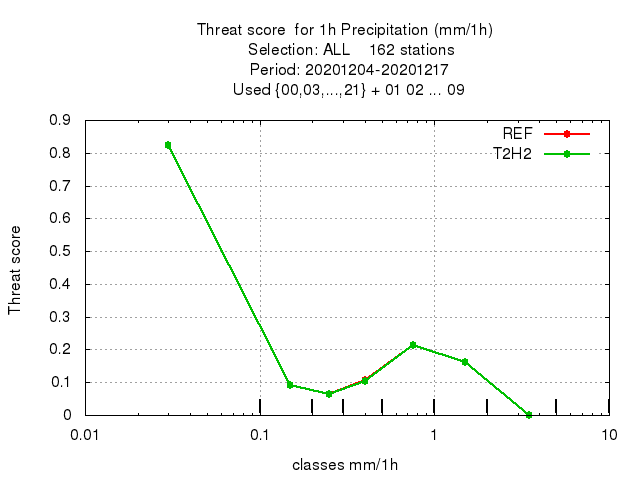 Threat score for 1h Precipitation (mm/1h)
Selection: ALL 162 stations
Period: 20201204-20201217
Used {00,03,...,21} + 01 02 ... 09
REF
T2H2
0.9
0.8
0.7
0.6
0.5
0.4
0.3
0.2
0.1
0
Threat score
0.01 0.1 1 10
classes mm/1h